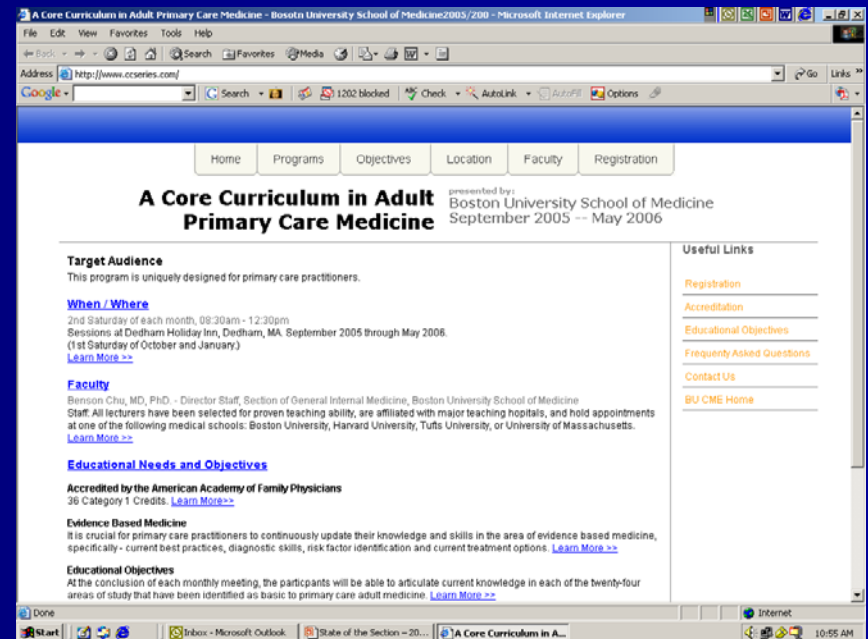 A Core Curriculum in Adult Primary Care Medicine - Bosotn University School of Medicine2005/200 - Microsoft Internet Explorer
File Edit View Favorites Tools Help
Back Search Favorites Media
Address http://www.ccseries.com/ Go Links »
Google Search 1202 blocked Check AutoLink AutoFill Options
Home Programs Objectives Location Faculty Registration
A Core Curriculum in Adult
Primary Care Medicine
presented by:
Boston University School of Medicine
September 2005 -- May 2006
Target Audience
This program is uniquely designed for primary care practitioners.
When / Where
2nd Saturday of each month, 08:30am - 12:30pm
Sessions at Dedham Holiday Inn, Dedham, MA. September 2005 through May 2006.
(1st Saturday of October and January.)
Learn More >>
Faculty
Benson Chu, MD, PhD. - Director Staff, Section of General Internal Medicine, Boston University School of Medicine
Staff: All lecturers have been selected for proven teaching ability, are affiliated with major teaching hopitals, and hold appointments
at one of the following medical schools: Boston University, Harvard University, Tufts University, or University of Massachusetts.
Learn More >>
Educational Needs and Objectives
Accredited by the American Academy of Family Physicians
36 Category 1 Credits. Learn More>>
Evidence Based Medicine
It is crucial for primary care practitioners to continuously update their knowledge and skills in the area of evidence based medicine,
specifically - current best practices, diagnostic skills, risk factor identification and current treatment options. Learn More >>
Educational Objectives
At the conclusion of each monthly meeting, the particpants will be able to articulate current knowledge in each of the twenty-four
areas of study that have been identified as basic to primary care adult medicine. Learn More >>
Useful Links
Registration
Accreditation
Educational Objectives
Frequenty Asked Questions
Contact Us
BU CME Home
Done Internet
Start Inbox - Microsoft Outlook State of the Section – 20... A Core Curriculum in A... 10:55 AM